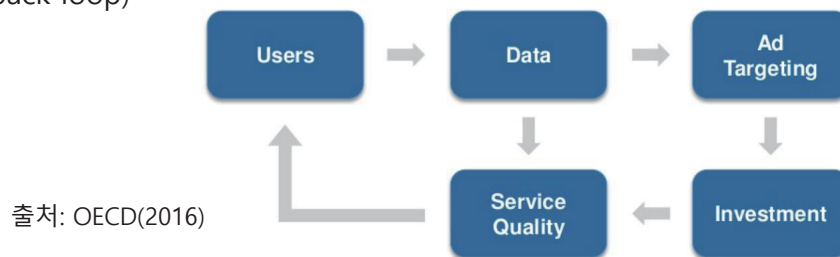 back loop)
Users
Data
Ad
Targeting
Service
Quality
Investment
출처: OECD(2016)